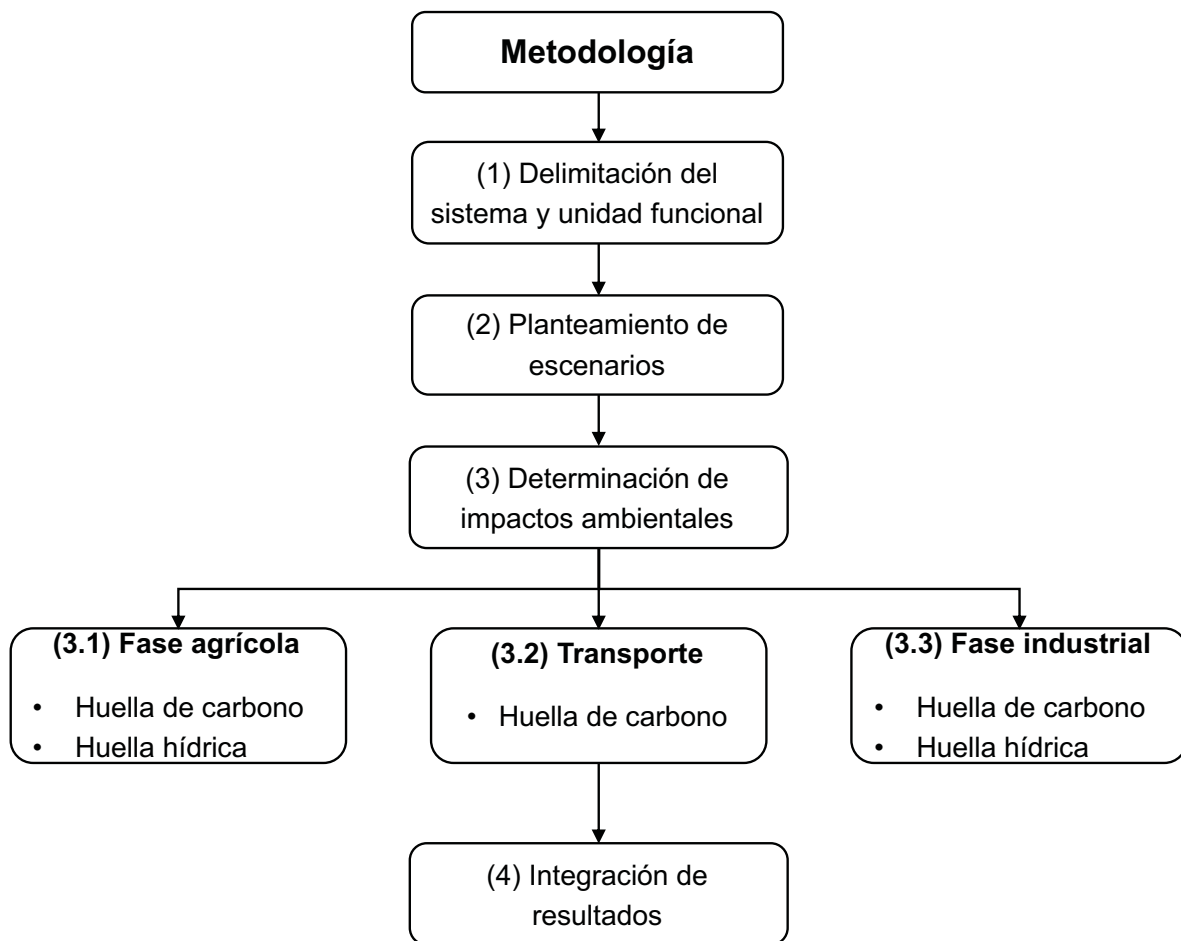 Metodología
(1) Delimitación del
sistema y unidad funcional
(2) Planteamiento de
escenarios
(3) Determinación de
impactos ambientales
(3.1) Fase agrícola
• Huella de carbono
• Huella hídrica
(3.2) Transporte
• Huella de carbono
(3.3) Fase industrial
• Huella de carbono
• Huella hídrica
(4) Integración de
resultados